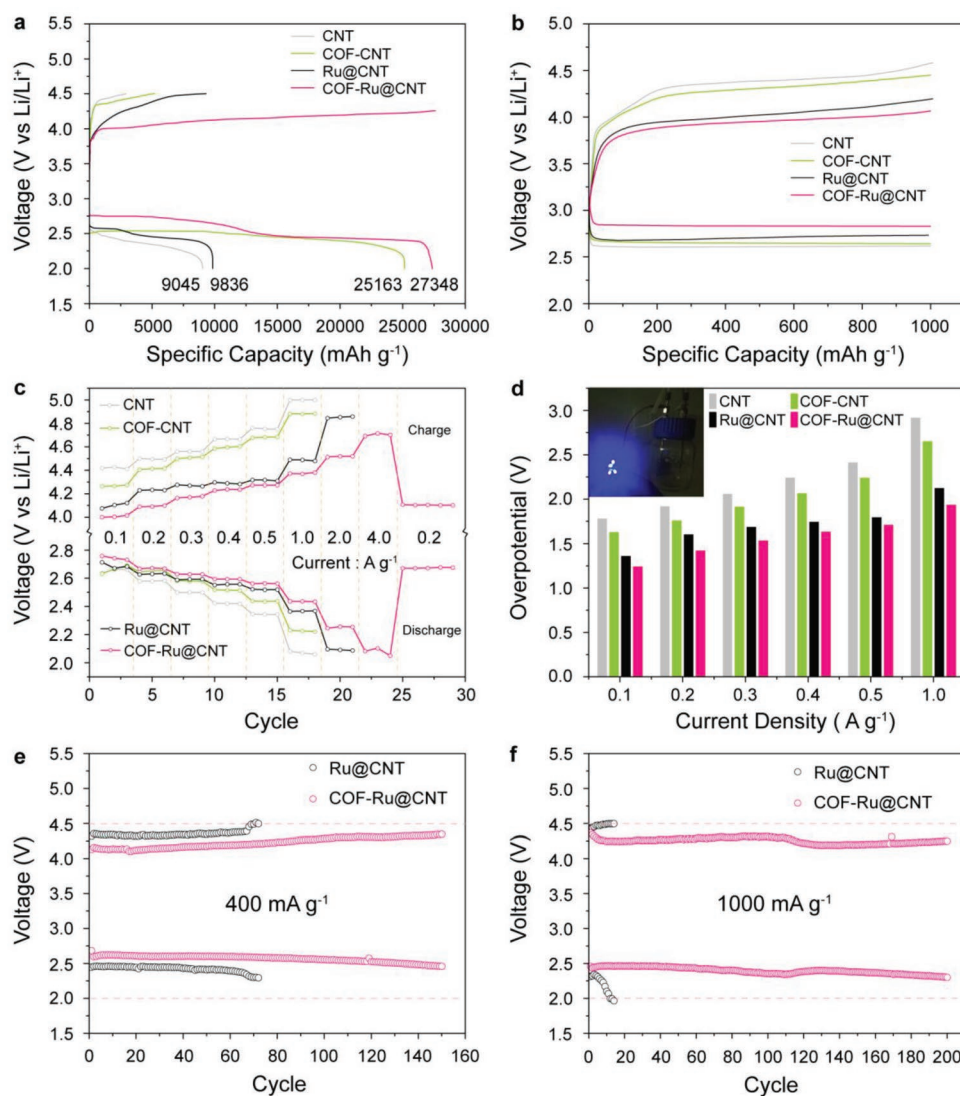 a
5.5
5.0
4.5
4.0
3.5
3.0
2.5
2.0
1.5
Voltage (V vs Li/Li⁺)
CNT
COF-CNT
Ru@CNT
COF-Ru@CNT
9045 9836 25163 27348
0 5000 10000 15000 20000 25000 30000
Specific Capacity (mAh g⁻¹)
b
5.0
4.5
4.0
3.5
3.0
2.5
2.0
Voltage (V vs Li/Li⁺)
CNT
COF-CNT
Ru@CNT
COF-Ru@CNT
0 200 400 600 800 1000
Specific Capacity (mAh g⁻¹)
c
5.0
4.8
4.6
4.4
4.2
4.0
2.8
2.6
2.4
2.2
2.0
Voltage (V vs Li/Li⁺)
CNT
COF-CNT
Charge
0.1 0.2 0.3 0.4 0.5 1.0 2.0 4.0 0.2
Current : A g⁻¹
Ru@CNT
COF-Ru@CNT
Discharge
0 5 10 15 20 25 30
Cycle
d
3.0
2.5
2.0
1.5
1.0
0.5
0.0
Overpotential (V)
CNT COF-CNT
Ru@CNT COF-Ru@CNT
0.1 0.2 0.3 0.4 0.5 1.0
Current Density ( A g⁻¹)
e
5.5
5.0
4.5
4.0
3.5
3.0
2.5
2.0
1.5
Voltage (V)
Ru@CNT
COF-Ru@CNT
400 mA g⁻¹
0 20 40 60 80 100 120 140 160
Cycle
f
5.5
5.0
4.5
4.0
3.5
3.0
2.5
2.0
1.5
Voltage (V)
Ru@CNT
COF-Ru@CNT
1000 mA g⁻¹
0 20 40 60 80 100 120 140 160 180 200
Cycle